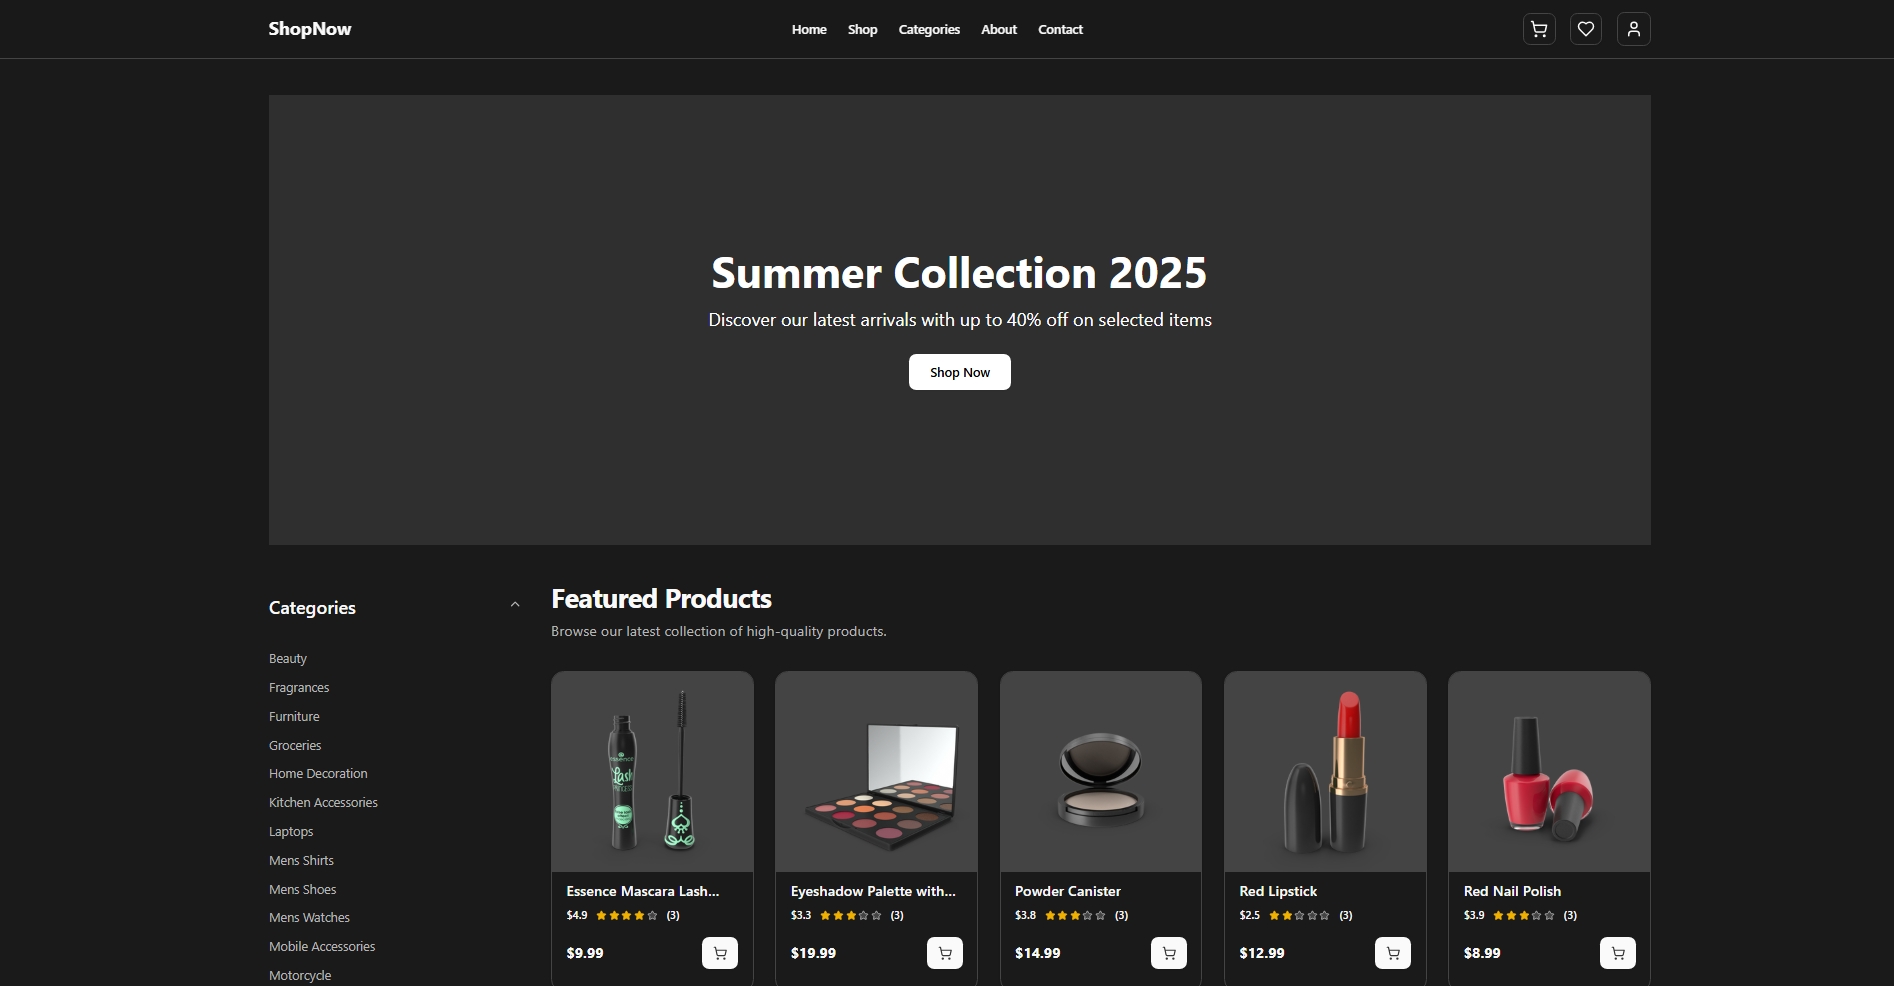 ShopNow
Home Shop Categories About Contact
Summer Collection 2025
Discover our latest arrivals with up to 40% off on selected items
Shop Now
Categories
Beauty
Fragrances
Furniture
Groceries
Home Decoration
Kitchen Accessories
Laptops
Mens Shirts
Mens Shoes
Mens Watches
Mobile Accessories
Motorcycle
Featured Products
Browse our latest collection of high-quality products.
essence
Lash
PRINCESS
Essence Mascara Lash...
$4.9 (3)
$9.99
Eyeshadow Palette with...
$3.3 (3)
$19.99
Powder Canister
$3.8 (3)
$14.99
Red Lipstick
$2.5 (3)
$12.99
Red Nail Polish
$3.9 (3)
$8.99